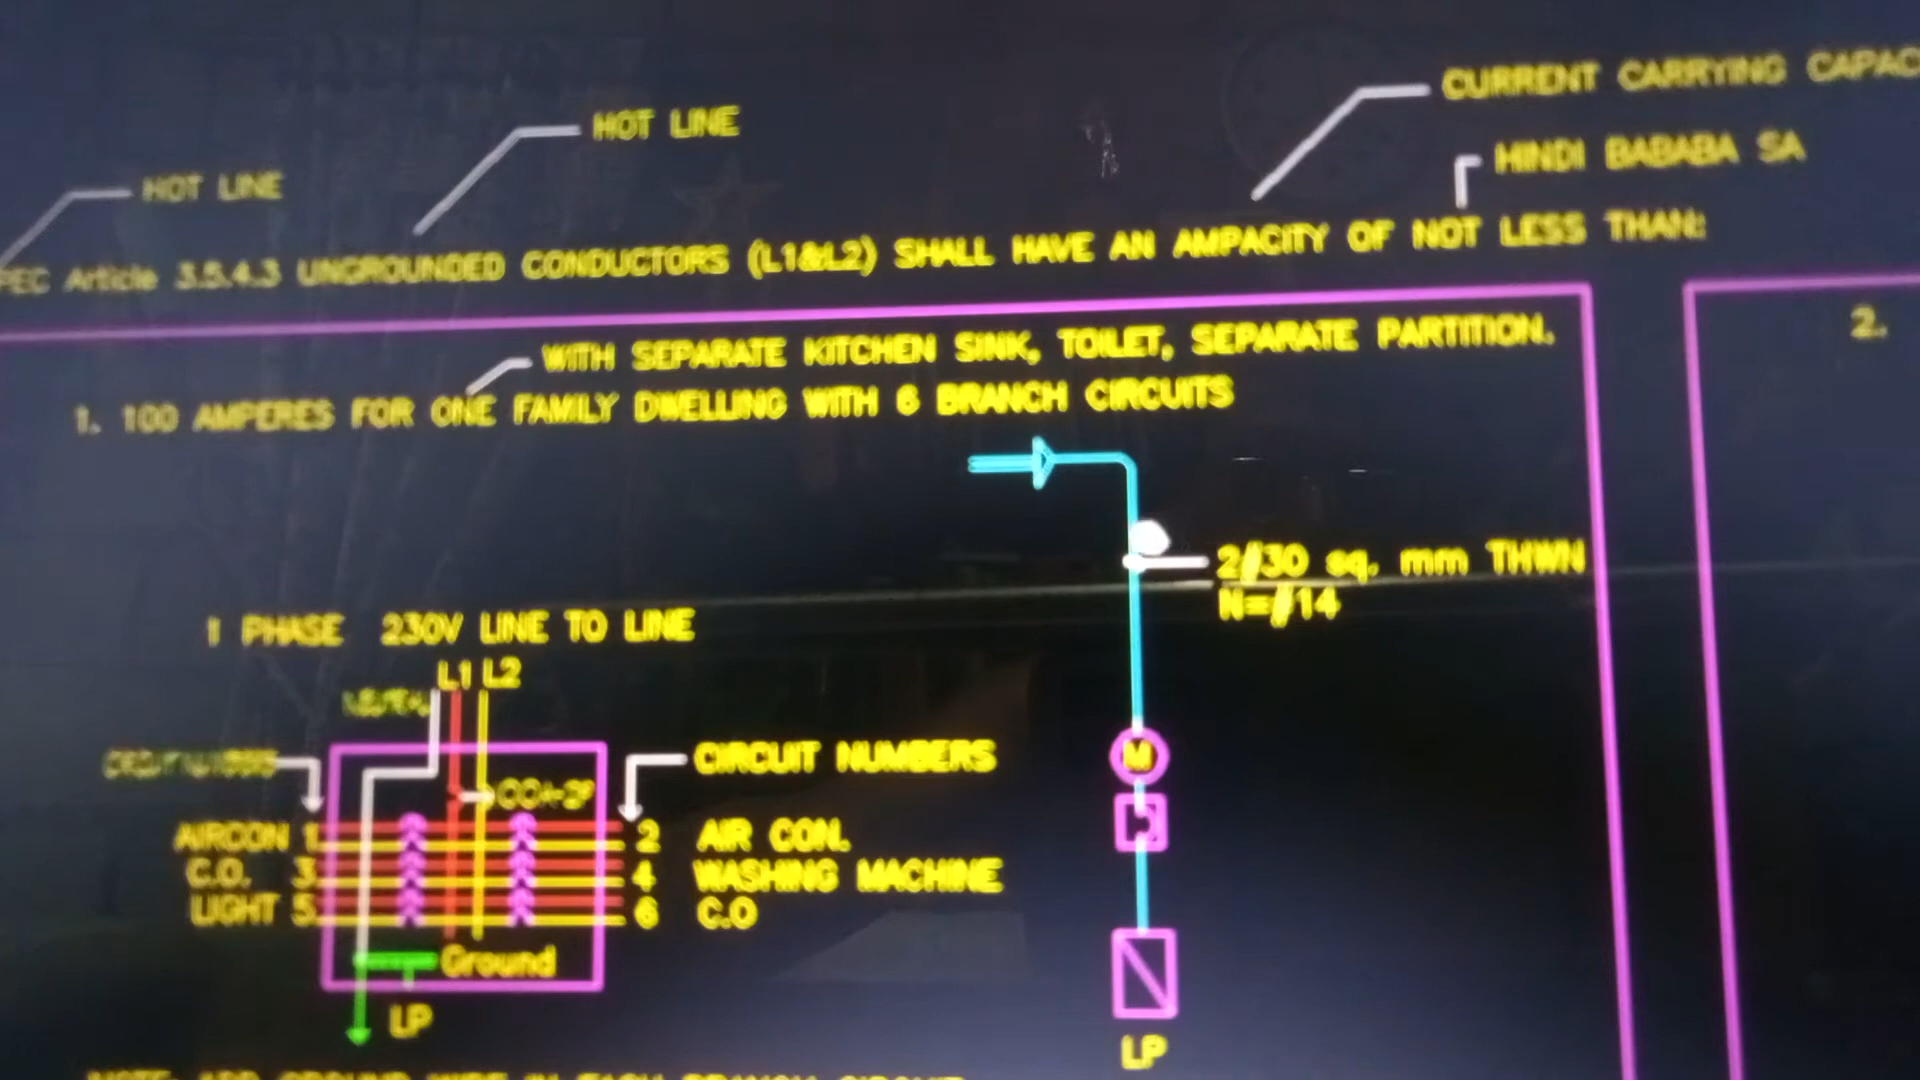 CURRENT CARRYING CAPAC
HOT LINE
HINDI BABABA SA
HOT LINE
PEC Article 3.5.4.3 UNGROUNDED CONDUCTORS (L1&L2) SHALL HAVE AN AMPACITY OF NOT LESS THAN:
WITH SEPARATE KITCHEN SINK, TOILET, SEPARATE PARTITION.
1. 100 AMPERES FOR ONE FAMILY DWELLING WITH 6 BRANCH CIRCUITS
2.
2#30 sq. mm THWN
N=#14
1 PHASE 230V LINE TO LINE
L1 L2
CIRCUIT NUMBERS
AIRCON 1
2 AIR CON.
C.O. 3
4 WASHING MACHINE
LIGHT 5
6 C.O
M
Ground
LP
LP